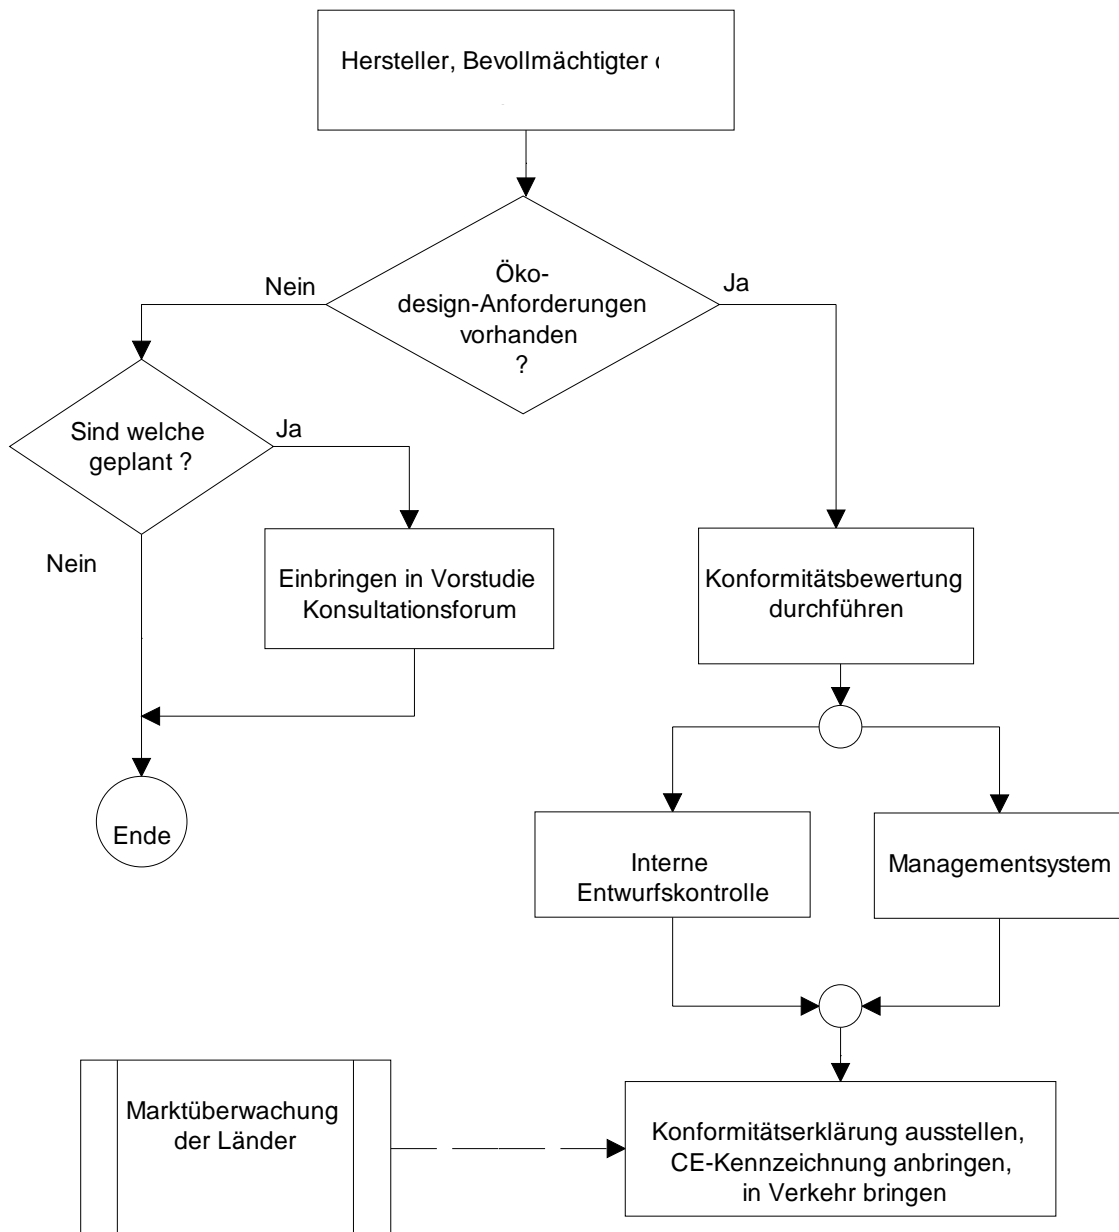 Hersteller, Bevollmächtigter
Nein
Öko-
design-Anforderungen
vorhanden
?
Ja
Sind welche
geplant ?
Ja
Nein
Einbringen in Vorstudie
Konsultationsforum
Konformitätsbewertung
durchführen
Ende
Interne
Entwurfskontrolle
Managementsystem
Marktüberwachung
der Länder
Konformitätserklärung ausstellen,
CE-Kennzeichnung anbringen,
in Verkehr bringen